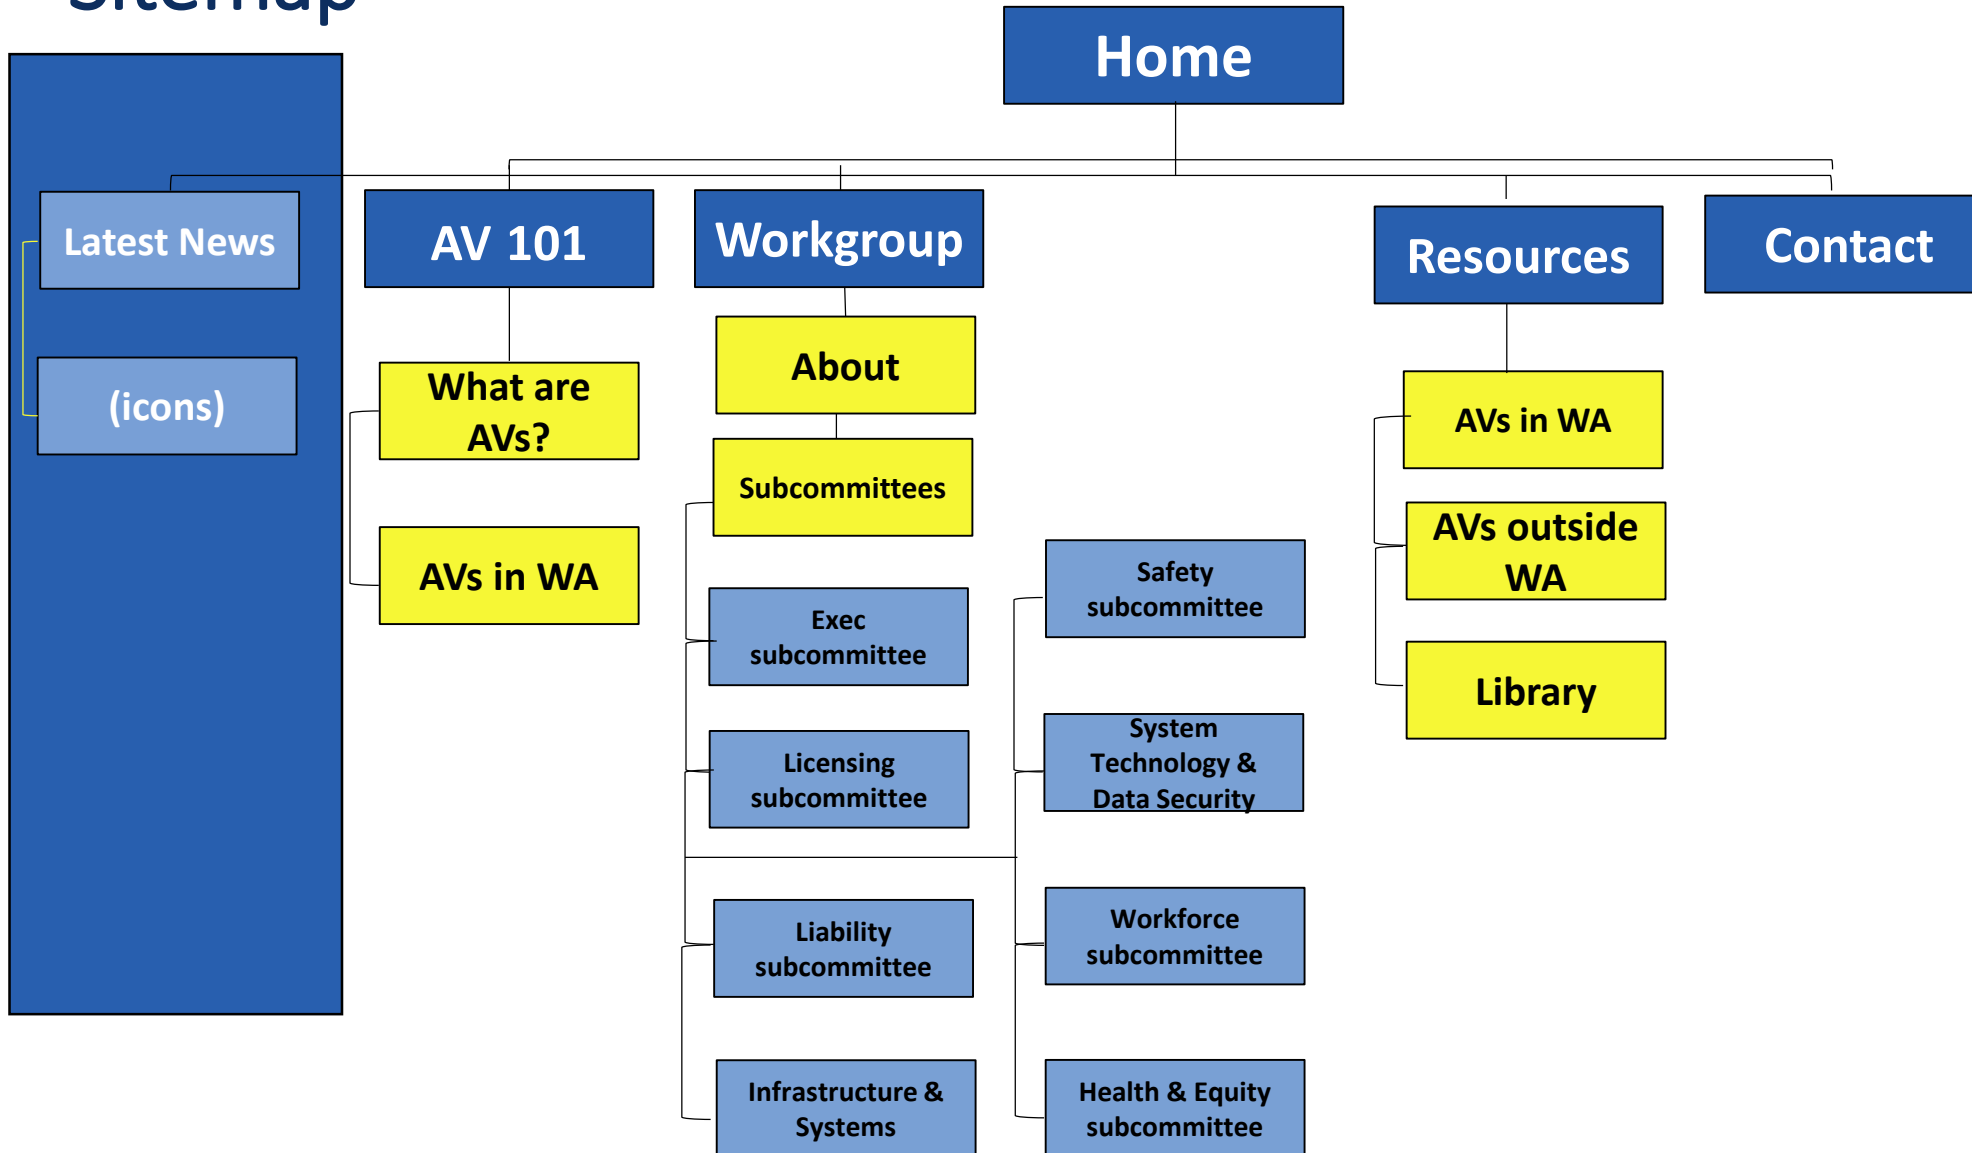 Sitemap
Home
Latest News
(icons)
AV 101
What are
AVs?
AVs in WA
Workgroup
About
Subcommittees
Exec
subcommittee
Licensing
subcommittee
Liability
subcommittee
Infrastructure &
Systems
Safety
subcommittee
System
Technology &
Data Security
Workforce
subcommittee
Health & Equity
subcommittee
Resources
AVs in WA
AVs outside
WA
Library
Contact